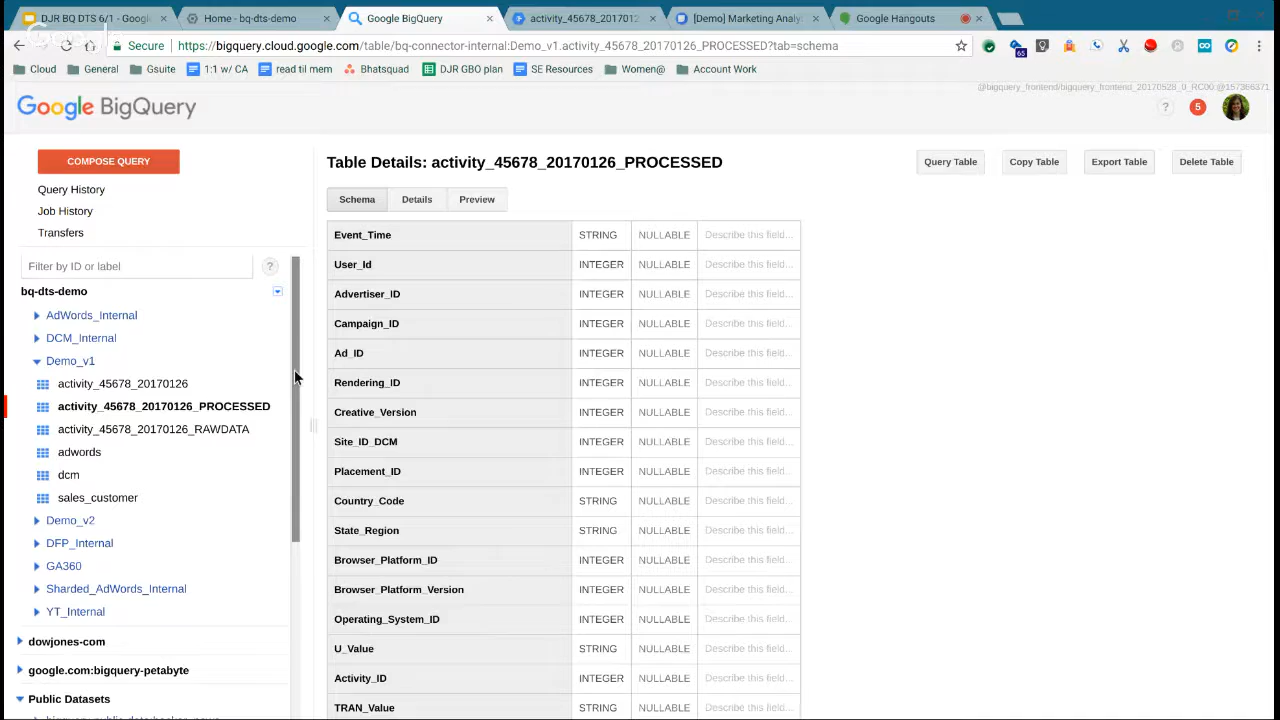 DJR BQ DTS 6/1 - Googl
Home - bq-dts-demo
Google BigQuery
activity_45678_2017012
[Demo] Marketing Analy
Google Hangouts
Secure
https://bigquery.cloud.google.com/table/bq-connector-internal:Demo_v1.activity_45678_20170126_PROCESSED?tab=schema
65
Cloud
General
Gsuite
1:1 w/ CA
read til mem
Bhatsquad
DJR GBO plan
SE Resources
Women@
Account Work
@bigquery_frontend/bigquery_frontend_20170528_U_RC00:@157366371
Google BigQuery
?
5
COMPOSE QUERY
Query History
Job History
Transfers
Filter by ID or label
?
bq-dts-demo
AdWords_Internal
DCM_Internal
Demo_v1
activity_45678_20170126
activity_45678_20170126_PROCESSED
activity_45678_20170126_RAWDATA
adwords
dcm
sales_customer
Demo_v2
DFP_Internal
GA360
Sharded_AdWords_Internal
YT_Internal
dowjones-com
google.com:bigquery-petabyte
Public Datasets
Table Details: activity_45678_20170126_PROCESSED
Query Table
Copy Table
Export Table
Delete Table
Schema
Details
Preview
Event_Time STRING NULLABLE Describe this field...
User_Id INTEGER NULLABLE Describe this field...
Advertiser_ID INTEGER NULLABLE Describe this field...
Campaign_ID INTEGER NULLABLE Describe this field...
Ad_ID INTEGER NULLABLE Describe this field...
Rendering_ID INTEGER NULLABLE Describe this field...
Creative_Version INTEGER NULLABLE Describe this field...
Site_ID_DCM INTEGER NULLABLE Describe this field...
Placement_ID INTEGER NULLABLE Describe this field...
Country_Code STRING NULLABLE Describe this field...
State_Region STRING NULLABLE Describe this field...
Browser_Platform_ID INTEGER NULLABLE Describe this field...
Browser_Platform_Version INTEGER NULLABLE Describe this field...
Operating_System_ID INTEGER NULLABLE Describe this field...
U_Value STRING NULLABLE Describe this field...
Activity_ID INTEGER NULLABLE Describe this field...
TRAN_Value STRING NULLABLE Describe this field...